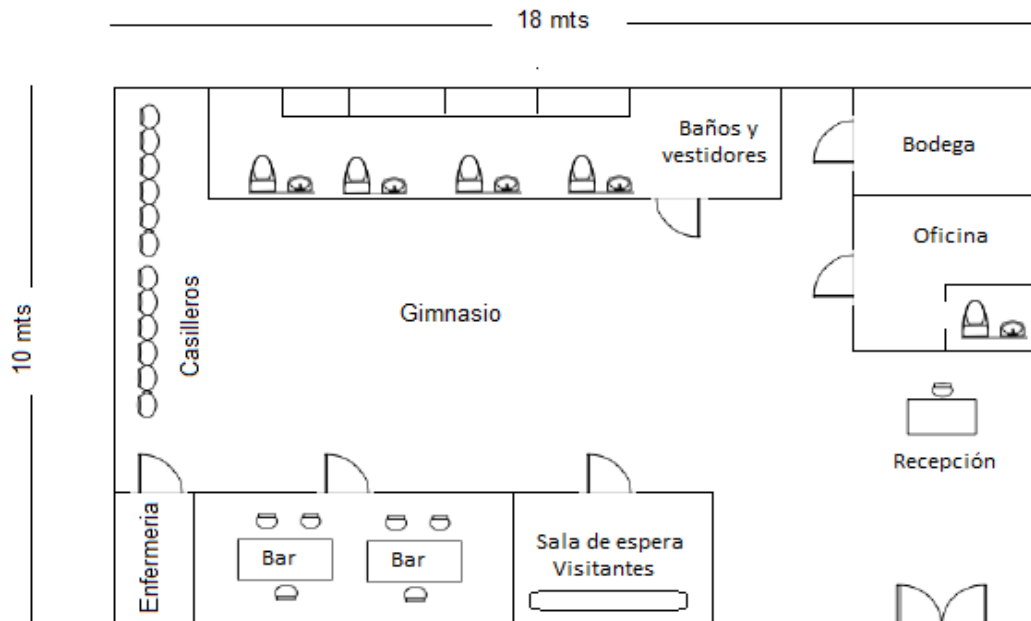 18 mts
Baños y
vestidores
Bodega
Oficina
10 mts
Casilleros
Gimnasio
Recepción
Enfermeria
Bar
Bar
Sala de espera
Visitantes